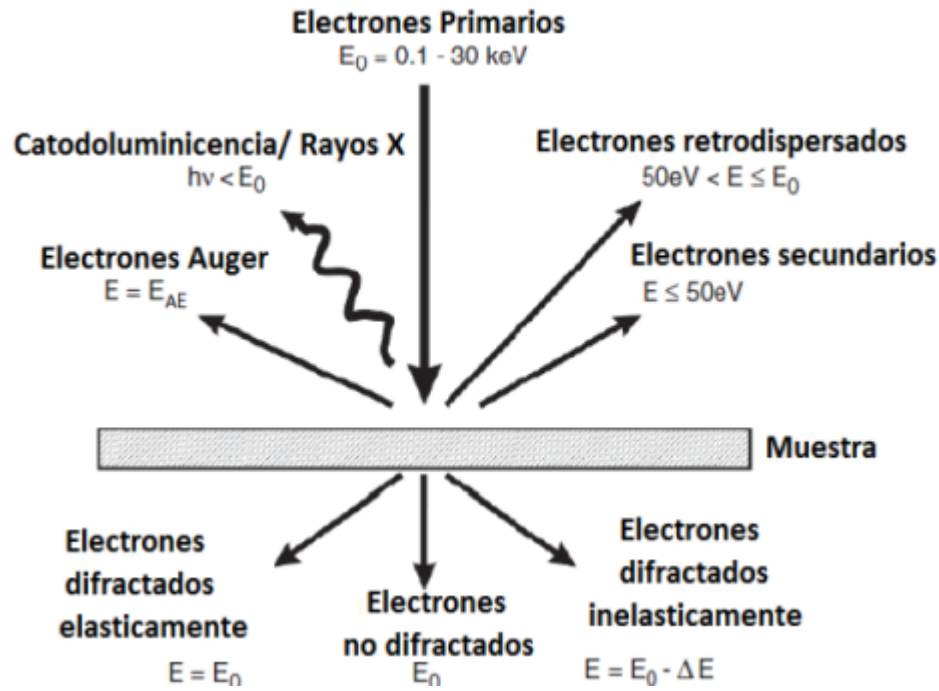 Electrones Primarios
E₀ = 0.1 - 30 keV
Catodoluminicencia/ Rayos X
hν < E₀
Electrones retrodispersados
50eV < E ≤ E₀
Electrones Auger
E = E_AE
Electrones secundarios
E ≤ 50eV
Muestra
Electrones
difractados
elasticamente
E = E₀
Electrones
no difractados
E₀
Electrones
difractados
inelasticamente
E = E₀ - ΔE